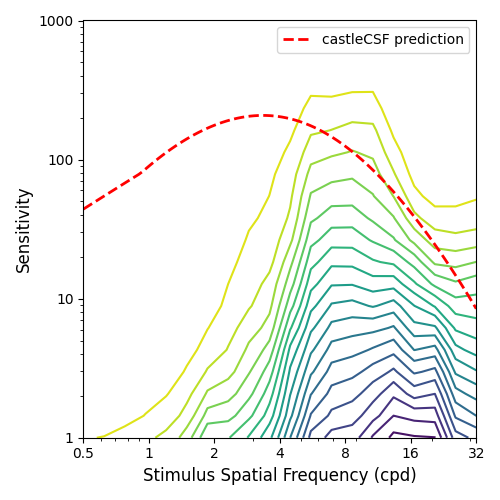 1000
castleCSF prediction
100
Sensitivity
10
1
0.5 1 2 4 8 16 32
Stimulus Spatial Frequency (cpd)